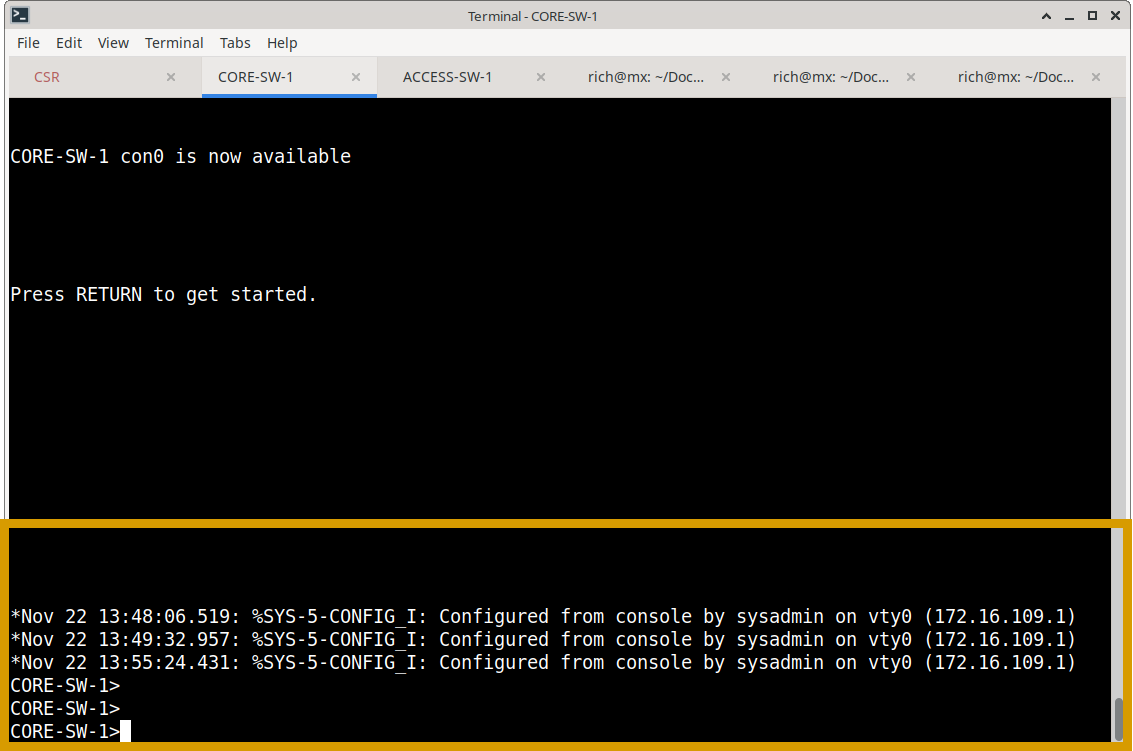 Terminal - CORE-SW-1
File Edit View Terminal Tabs Help
CSR CORE-SW-1 ACCESS-SW-1 rich@mx: ~/Doc... rich@mx: ~/Doc... rich@mx: ~/Doc...
CORE-SW-1 con0 is now available
Press RETURN to get started.
*Nov 22 13:48:06.519: %SYS-5-CONFIG_I: Configured from console by sysadmin on vty0 (172.16.109.1)
*Nov 22 13:49:32.957: %SYS-5-CONFIG_I: Configured from console by sysadmin on vty0 (172.16.109.1)
*Nov 22 13:55:24.431: %SYS-5-CONFIG_I: Configured from console by sysadmin on vty0 (172.16.109.1)
CORE-SW-1>
CORE-SW-1>
CORE-SW-1>